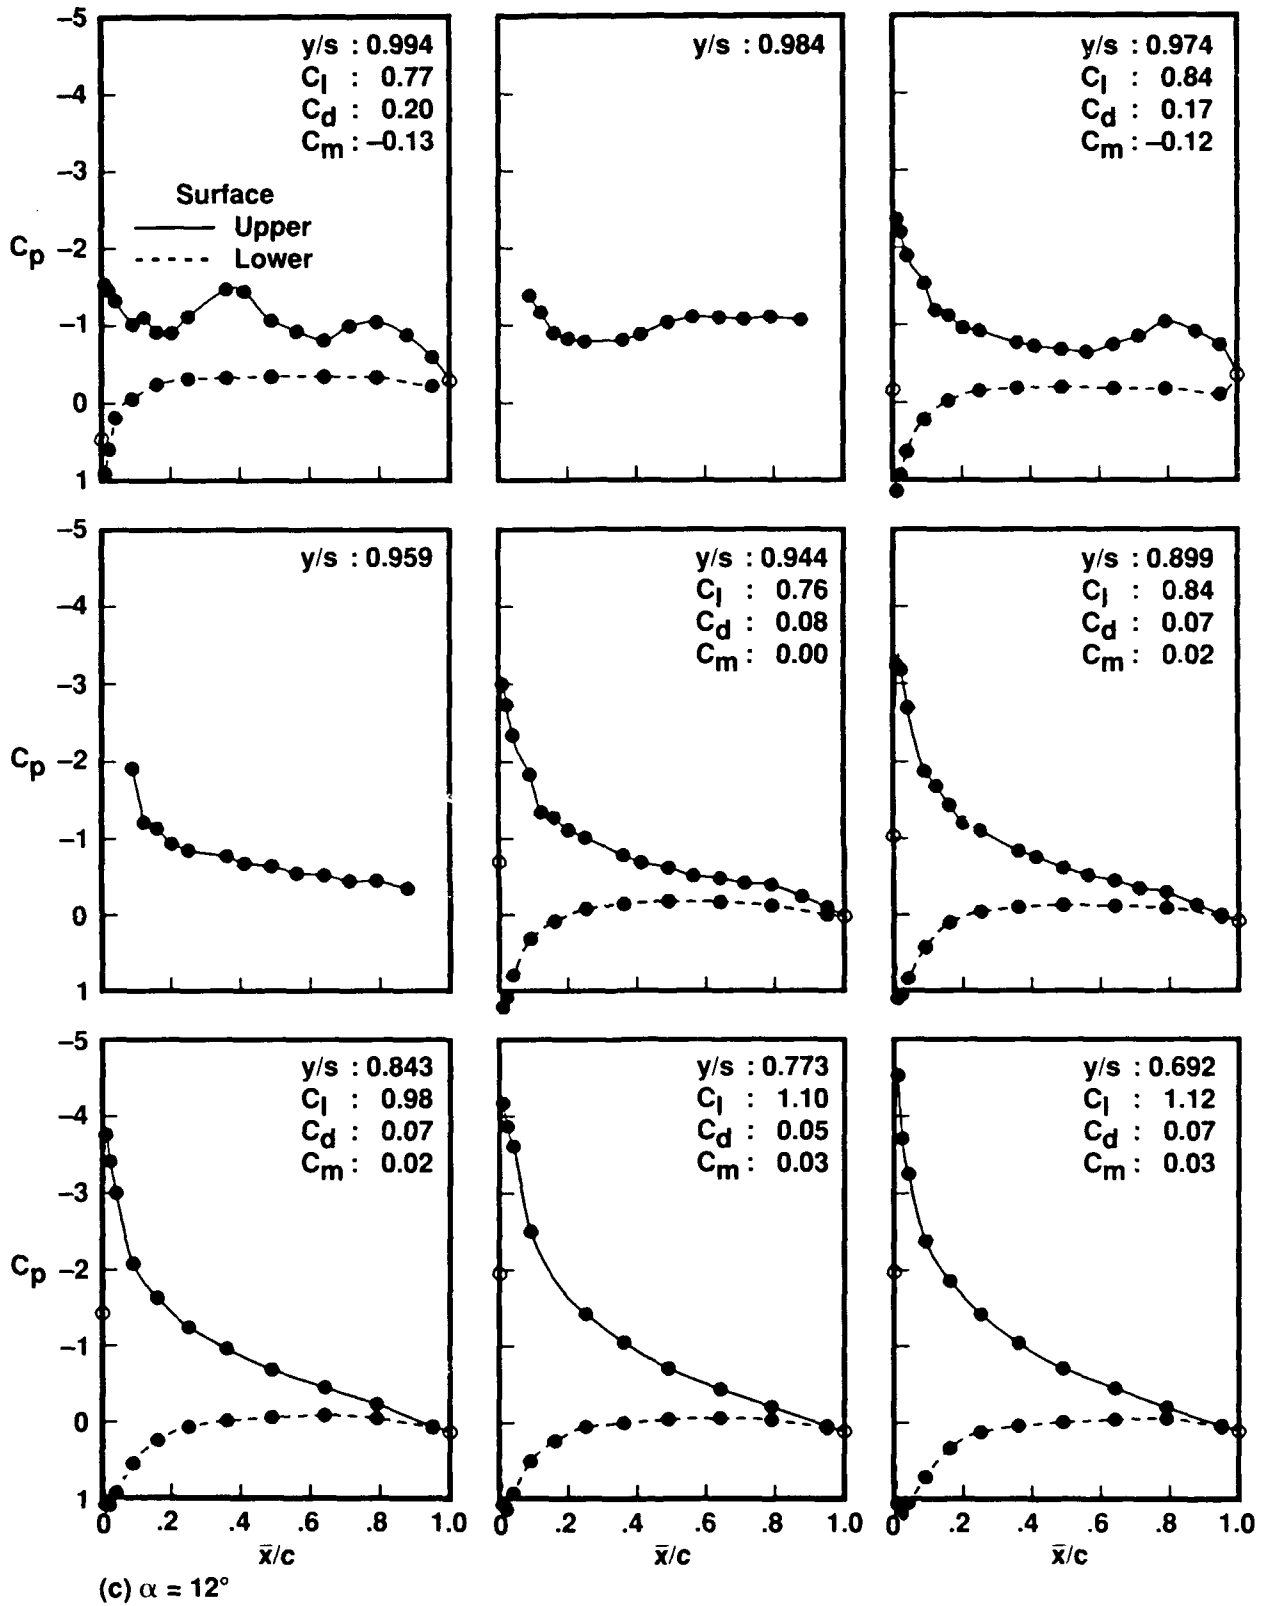 y/s : 0.994
Cl : 0.77
Cd : 0.20
Cm : –0.13
Surface
Upper
Lower
Cp
–5
–4
–3
–2
–1
0
1
y/s : 0.984
y/s : 0.974
Cl : 0.84
Cd : 0.17
Cm : –0.12
y/s : 0.959
Cp
–5
–4
–3
–2
–1
0
1
y/s : 0.944
Cl : 0.76
Cd : 0.08
Cm : 0.00
y/s : 0.899
Cl : 0.84
Cd : 0.07
Cm : 0.02
y/s : 0.843
Cl : 0.98
Cd : 0.07
Cm : 0.02
Cp
–5
–4
–3
–2
–1
0
1
y/s : 0.773
Cl : 1.10
Cd : 0.05
Cm : 0.03
y/s : 0.692
Cl : 1.12
Cd : 0.07
Cm : 0.03
0 .2 .4 .6 .8 1.0
x̄/c
0 .2 .4 .6 .8 1.0
x̄/c
0 .2 .4 .6 .8 1.0
x̄/c
(c) α = 12°